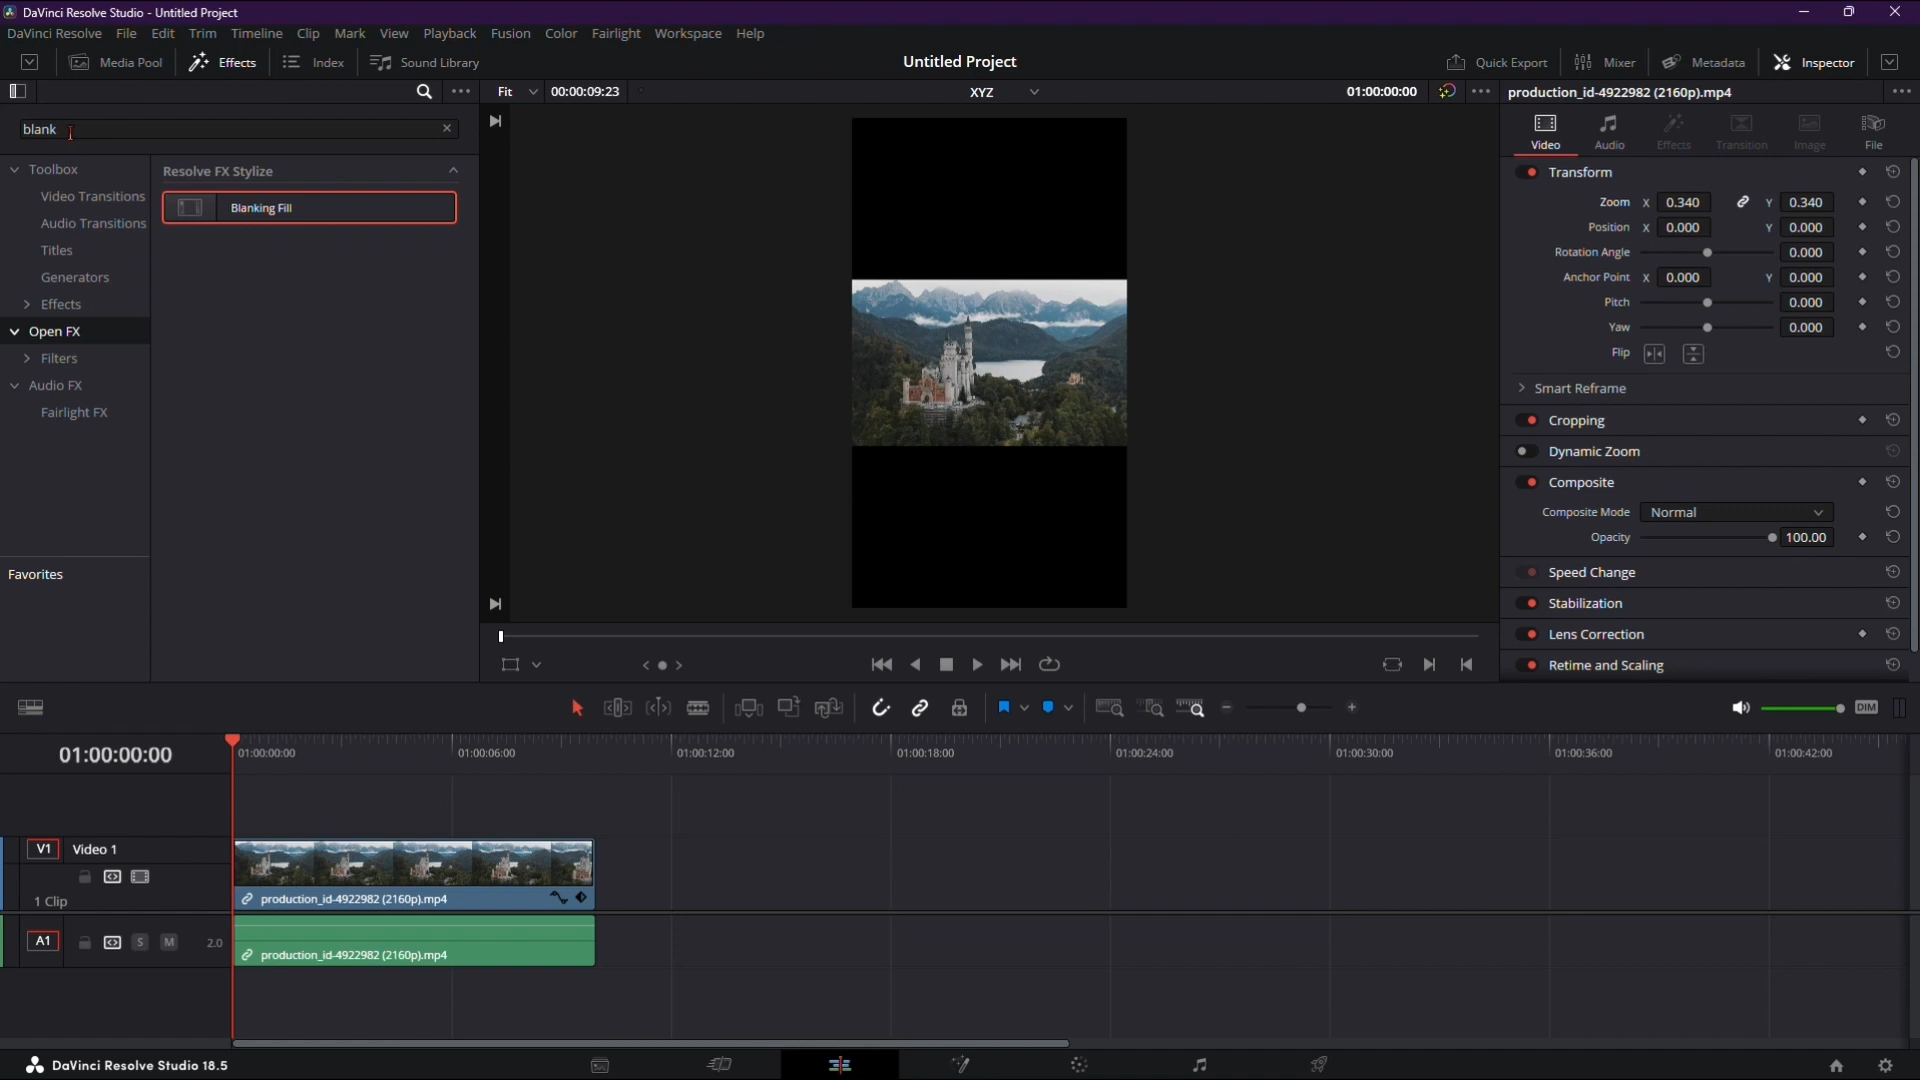 DaVinci Resolve Studio - Untitled Project
DaVinci Resolve File Edit Trim Timeline Clip Mark View Playback Fusion Color Fairlight Workspace Help
Media Pool Effects Index Sound Library Untitled Project Quick Export Mixer Metadata Inspector
Fit 00:00:09:23 XYZ 01:00:00:00 production_id-4922982 (2160p).mp4
blank
Video Audio Effects Transition Image File
Toolbox
Video Transitions
Audio Transitions
Titles
Generators
Effects
Open FX
Filters
Audio FX
Fairlight FX
Favorites
Resolve FX Stylize
Blanking Fill
Transform
Zoom X 0.340 Y 0.340
Position X 0.000 Y 0.000
Rotation Angle 0.000
Anchor Point X 0.000 Y 0.000
Pitch 0.000
Yaw 0.000
Flip
Smart Reframe
Cropping
Dynamic Zoom
Composite
Composite Mode Normal
Opacity 100.00
Speed Change
Stabilization
Lens Correction
Retime and Scaling
DIM
01:00:00:00
01:00:00:00 01:00:06:00 01:00:12:00 01:00:18:00 01:00:24:00 01:00:30:00 01:00:36:00 01:00:42:00
V1 Video 1
1 Clip
production_id-4922982 (2160p).mp4
A1 S M 2.0
production_id-4922982 (2160p).mp4
DaVinci Resolve Studio 18.5